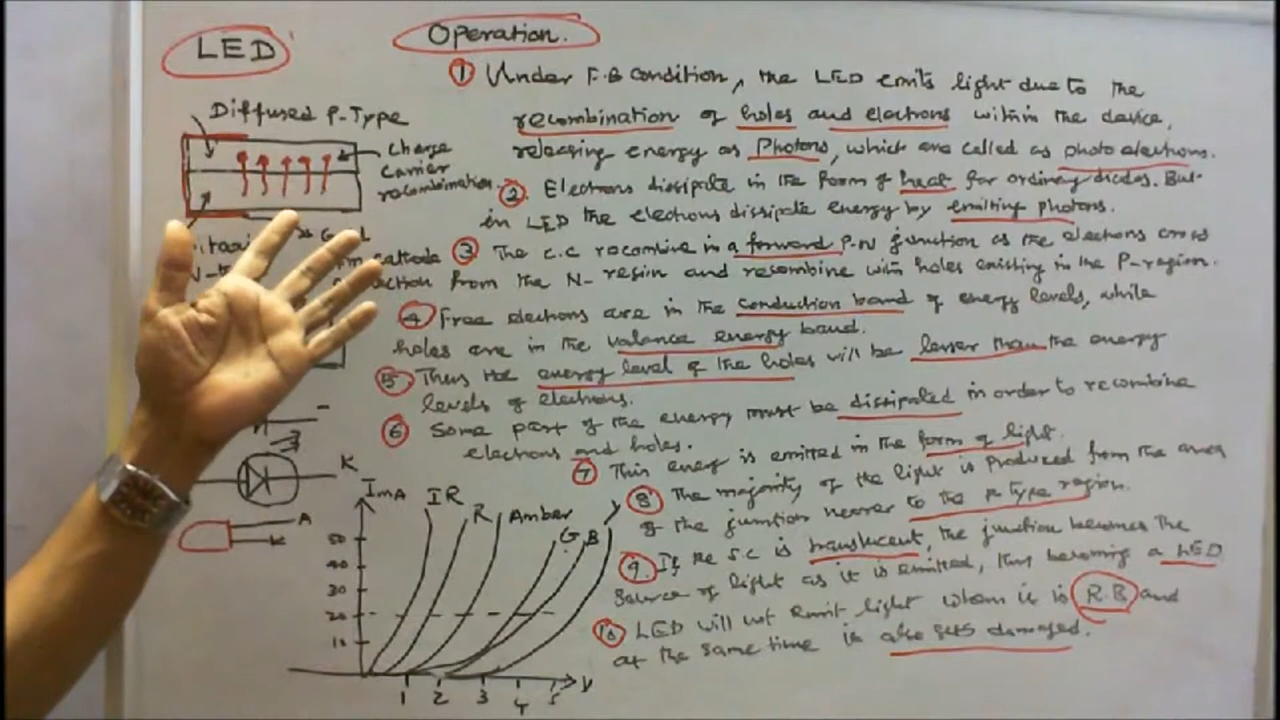 LED
Operation.
① Under F.B condition, the LED emits light due to the
recombination of holes and electrons within the device,
releasing energy as Photons, which are called as photo electrons.
② Electrons dissipate in the form of heat for ordinary diodes. But
in LED the electrons dissipate energy by emitting photons.
③ The c.c recombine in a forward P-N junction as the electrons cross
from the N-region and recombine with holes existing in the P-region.
④ Free electrons are in the conduction band of energy levels, while
holes are in the valance energy band.
⑤ Thus the energy level of the holes will be lesser than the energy
levels of electrons.
⑥ Some part of the energy must be dissipated in order to recombine
electrons and holes.
⑦ This energy is emitted in the form of light.
⑧ The majority of the light is produced from the area
of the junction nearer to the P type region.
⑨ If the S.C is translucent, the junction becomes the
source of light as it is emitted, thus becoming a LED
⑩ LED will not emit light when it is R.B and
at the same time is also gets damaged.
Diffused P-Type
Charge
carrier
recombination
cathode
-
K
A
K
I mA
IR
R
Amber
G
B
50
40
30
20
10
1 2 3 4 5 V